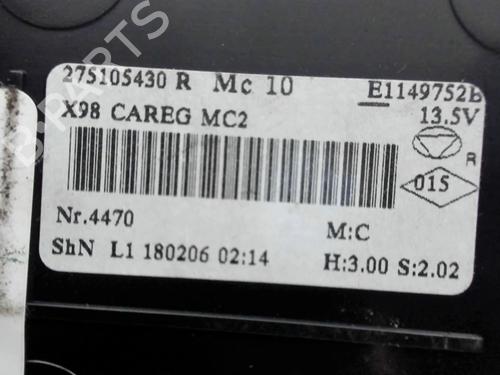 275105430 R Mc 10 E1149752B
X98 CAREG MC2 13.5V
R
015
Nr.4470 M:C
ShN L1 180206 02:14 H:3.00 S:2.02
B-PARTS